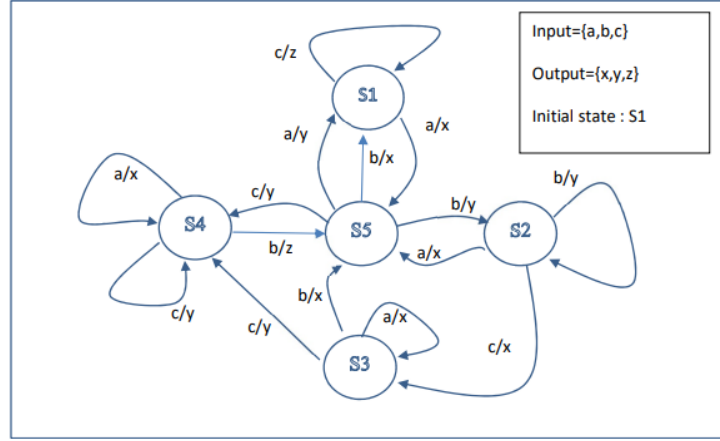 Input={a,b,c}
Output={x,y,z}
Initial state : S1
c/z
S1
a/y
a/x
b/x
a/x
c/y
b/y
b/y
S4
S5
S2
b/z
a/x
b/x
a/x
c/y
c/y
c/x
S3